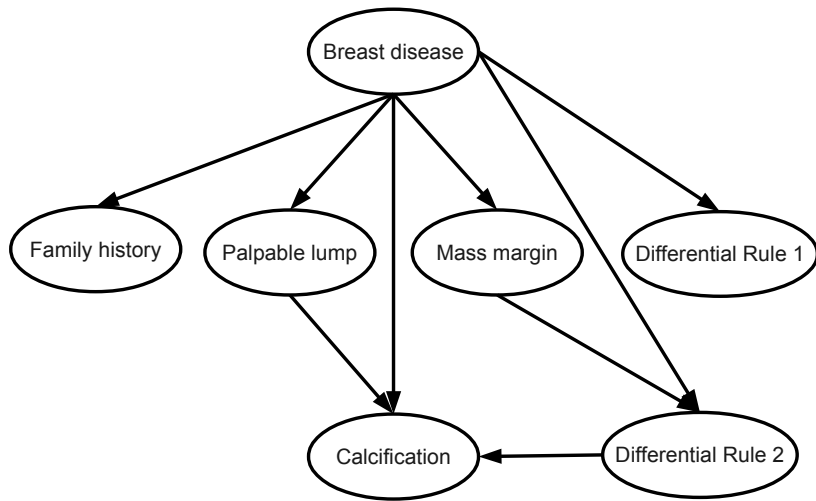 Breast disease
Family history
Palpable lump
Mass margin
Differential Rule 1
Calcification
Differential Rule 2